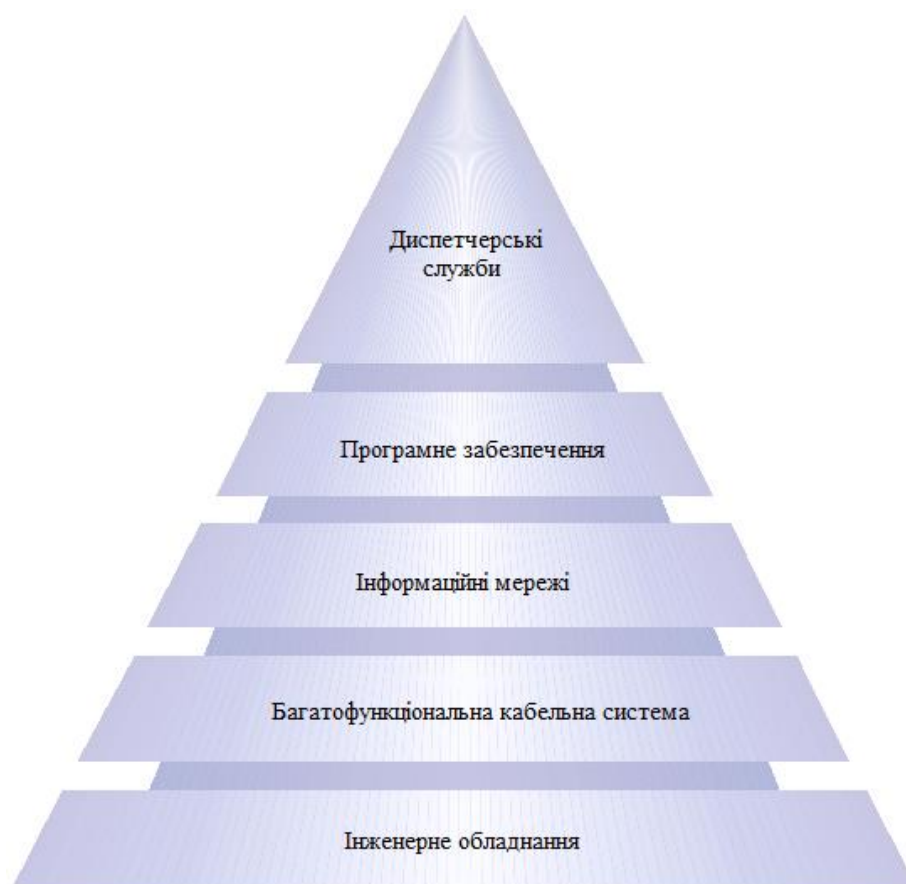 Диспетчерські
служби
Програмне забезпечення
Інформаційні мережі
Багатофункціональна кабельна система
Інженерне обладнання